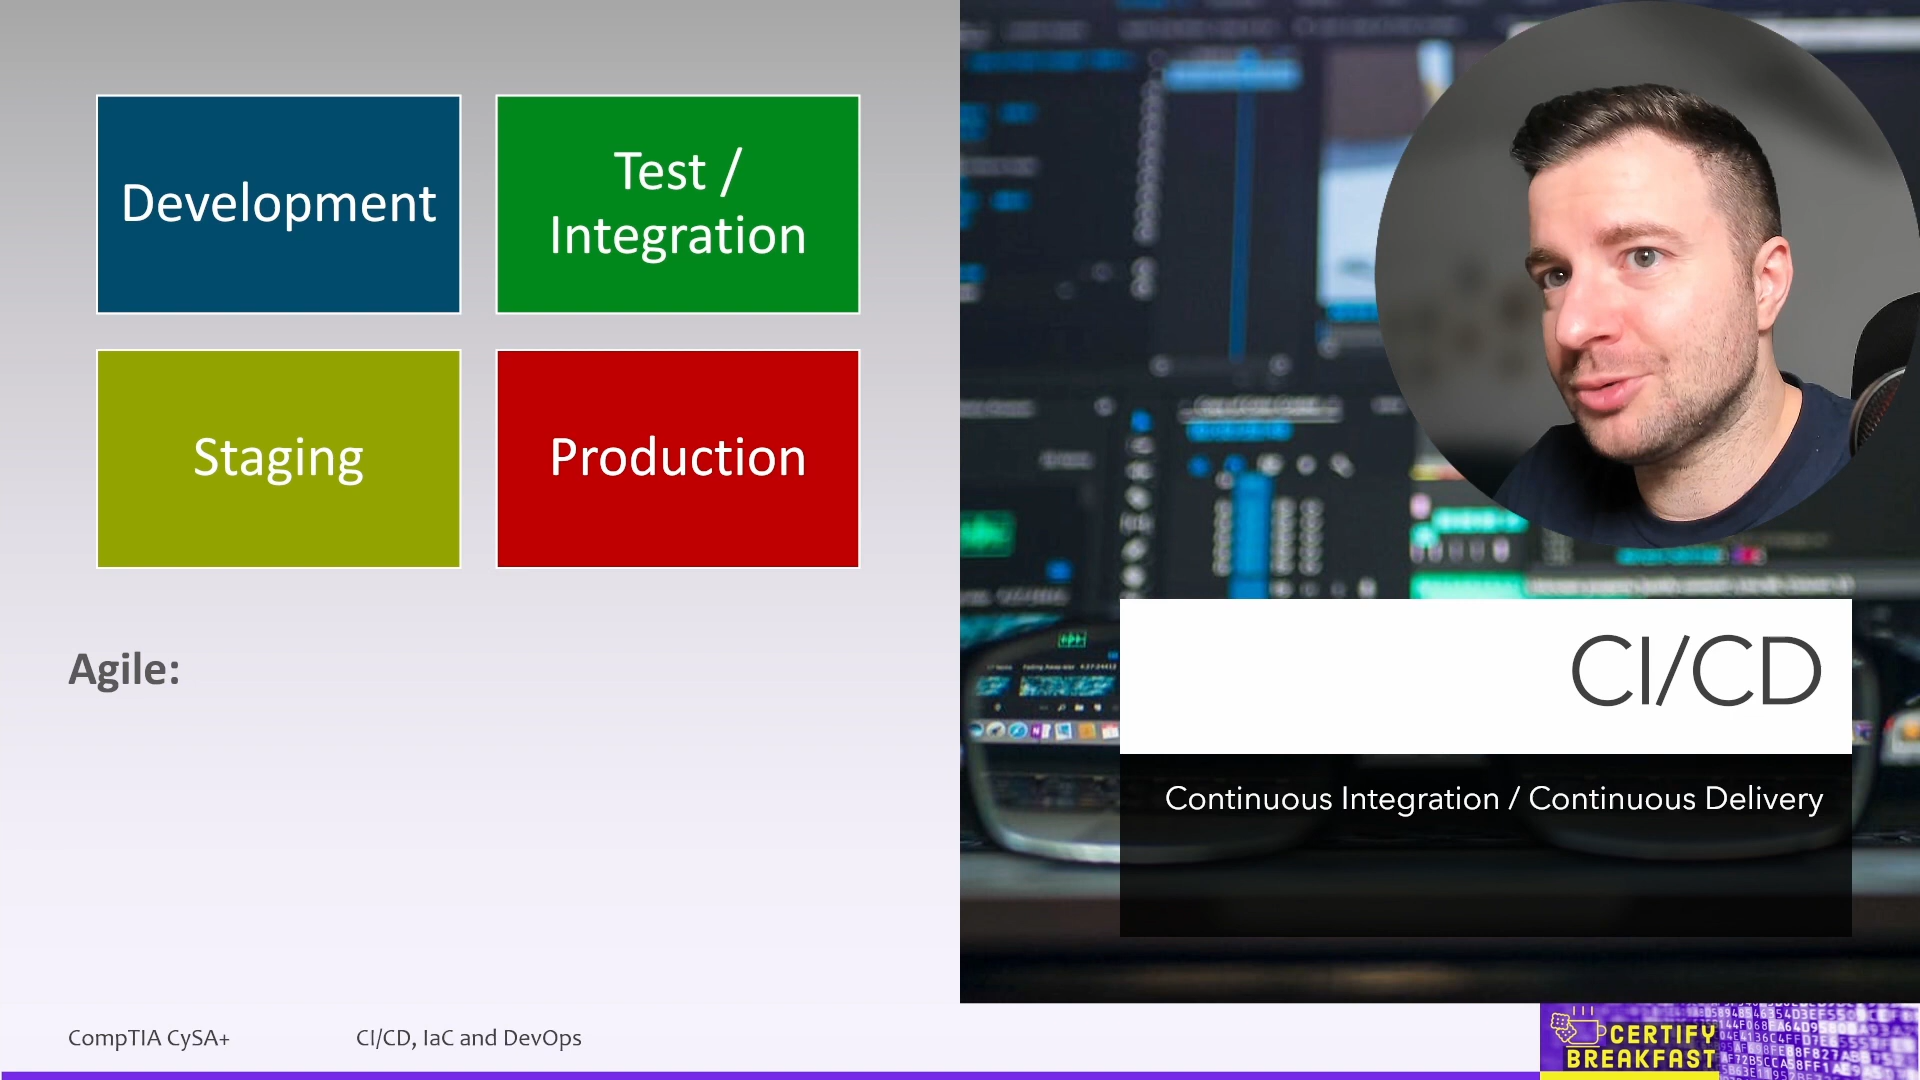 Development
Test /
Integration
Staging
Production
Agile:
CI/CD
Continuous Integration / Continuous Delivery
CompTIA CySA+
CI/CD, IaC and DevOps
CERTIFY
BREAKFAST